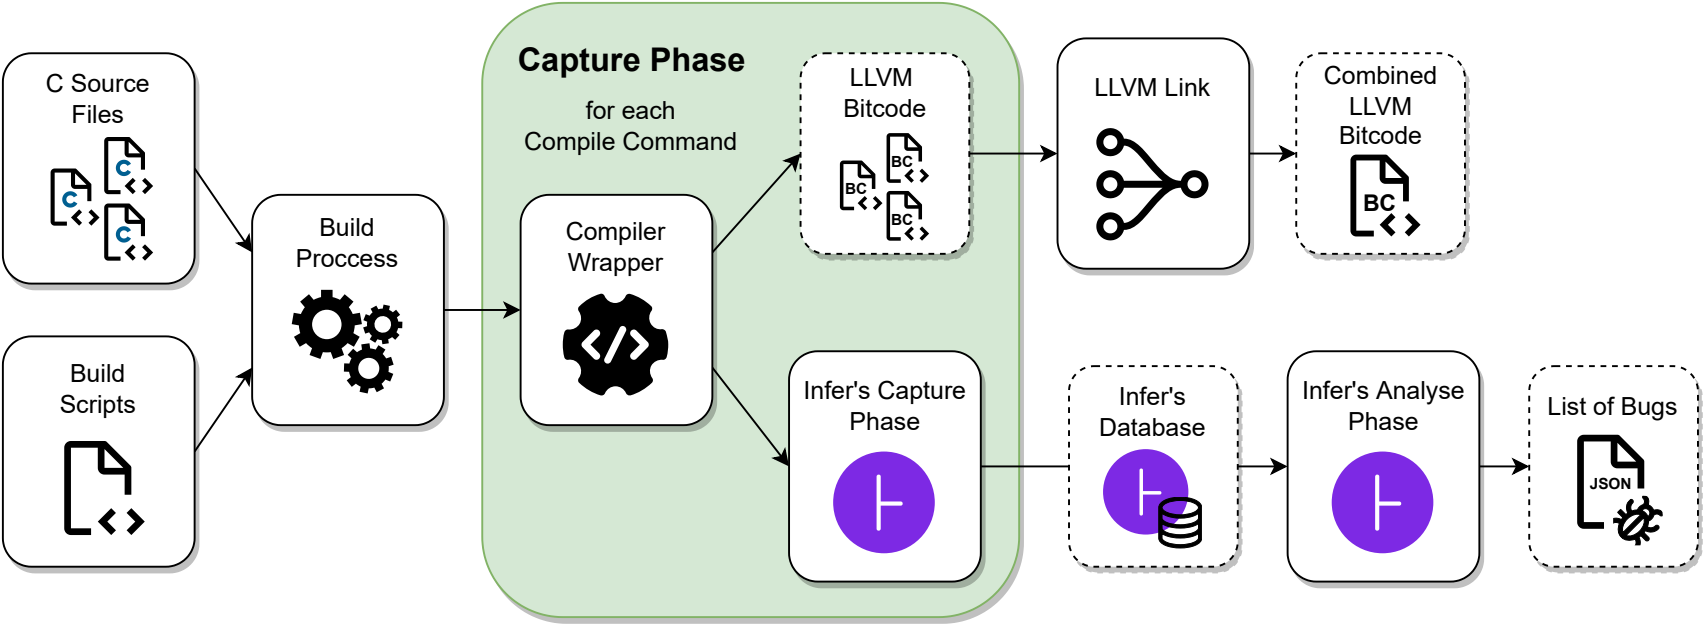 C Source
Files
C
C
C
Build
Scripts
Build
Proccess
Capture Phase
for each
Compile Command
Compiler
Wrapper
</>
LLVM
Bitcode
BC
BC
BC
Infer's Capture
Phase
LLVM Link
Combined
LLVM
Bitcode
BC
Infer's
Database
Infer's Analyse
Phase
List of Bugs
JSON